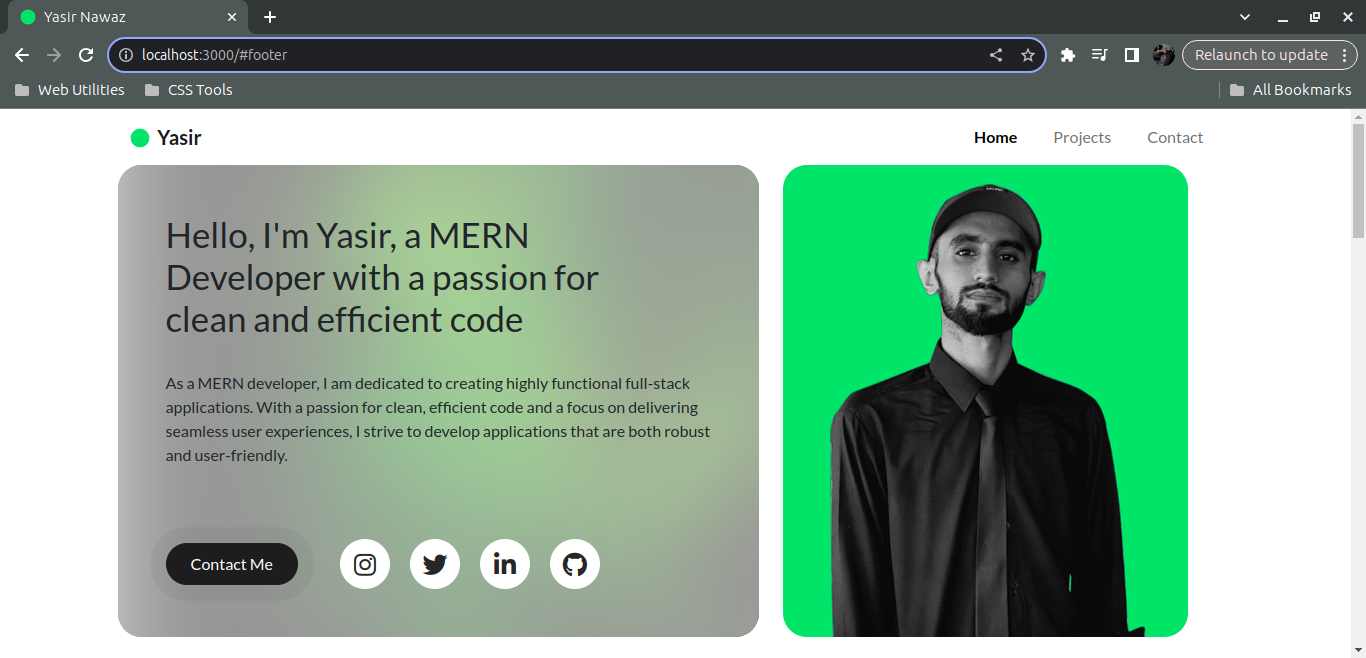 Yasir Nawaz
localhost:3000/#footer
Relaunch to update
Web Utilities
CSS Tools
All Bookmarks
Yasir
Home
Projects
Contact
Hello, I'm Yasir, a MERN
Developer with a passion for
clean and efficient code
As a MERN developer, I am dedicated to creating highly functional full-stack
applications. With a passion for clean, efficient code and a focus on delivering
seamless user experiences, I strive to develop applications that are both robust
and user-friendly.
Contact Me
in